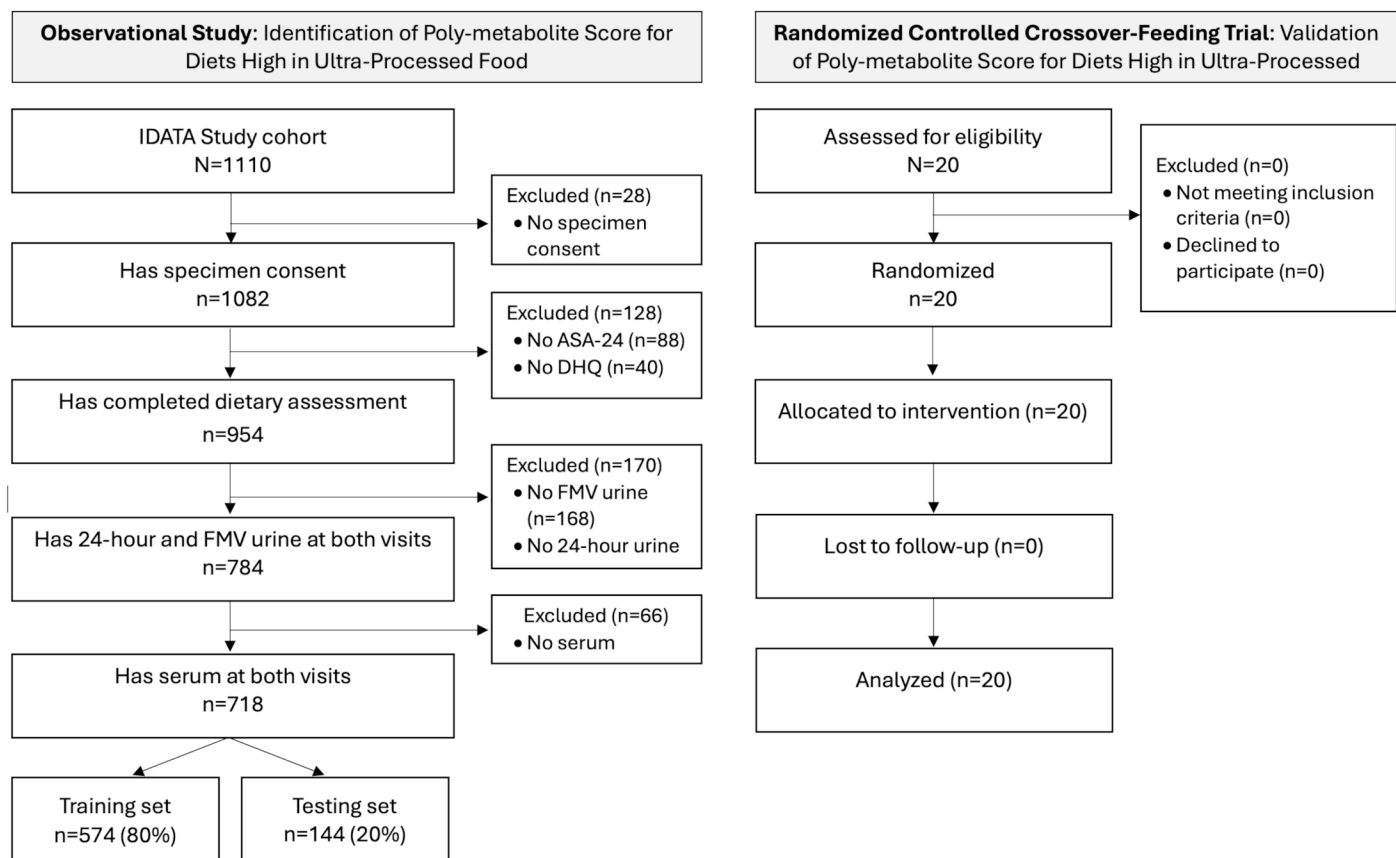 Observational Study: Identification of Poly-metabolite Score for
Diets High in Ultra-Processed Food
IDATA Study cohort
N=1110
Excluded (n=28)
• No specimen
consent
Has specimen consent
n=1082
Excluded (n=128)
• No ASA-24 (n=88)
• No DHQ (n=40)
Has completed dietary assessment
n=954
Excluded (n=170)
• No FMV urine
(n=168)
• No 24-hour urine
Has 24-hour and FMV urine at both visits
n=784
Excluded (n=66)
• No serum
Has serum at both visits
n=718
Training set
n=574 (80%)
Testing set
n=144 (20%)
Randomized Controlled Crossover-Feeding Trial: Validation
of Poly-metabolite Score for Diets High in Ultra-Processed
Assessed for eligibility
N=20
Excluded (n=0)
• Not meeting inclusion
criteria (n=0)
• Declined to
participate (n=0)
Randomized
n=20
Allocated to intervention (n=20)
Lost to follow-up (n=0)
Analyzed (n=20)